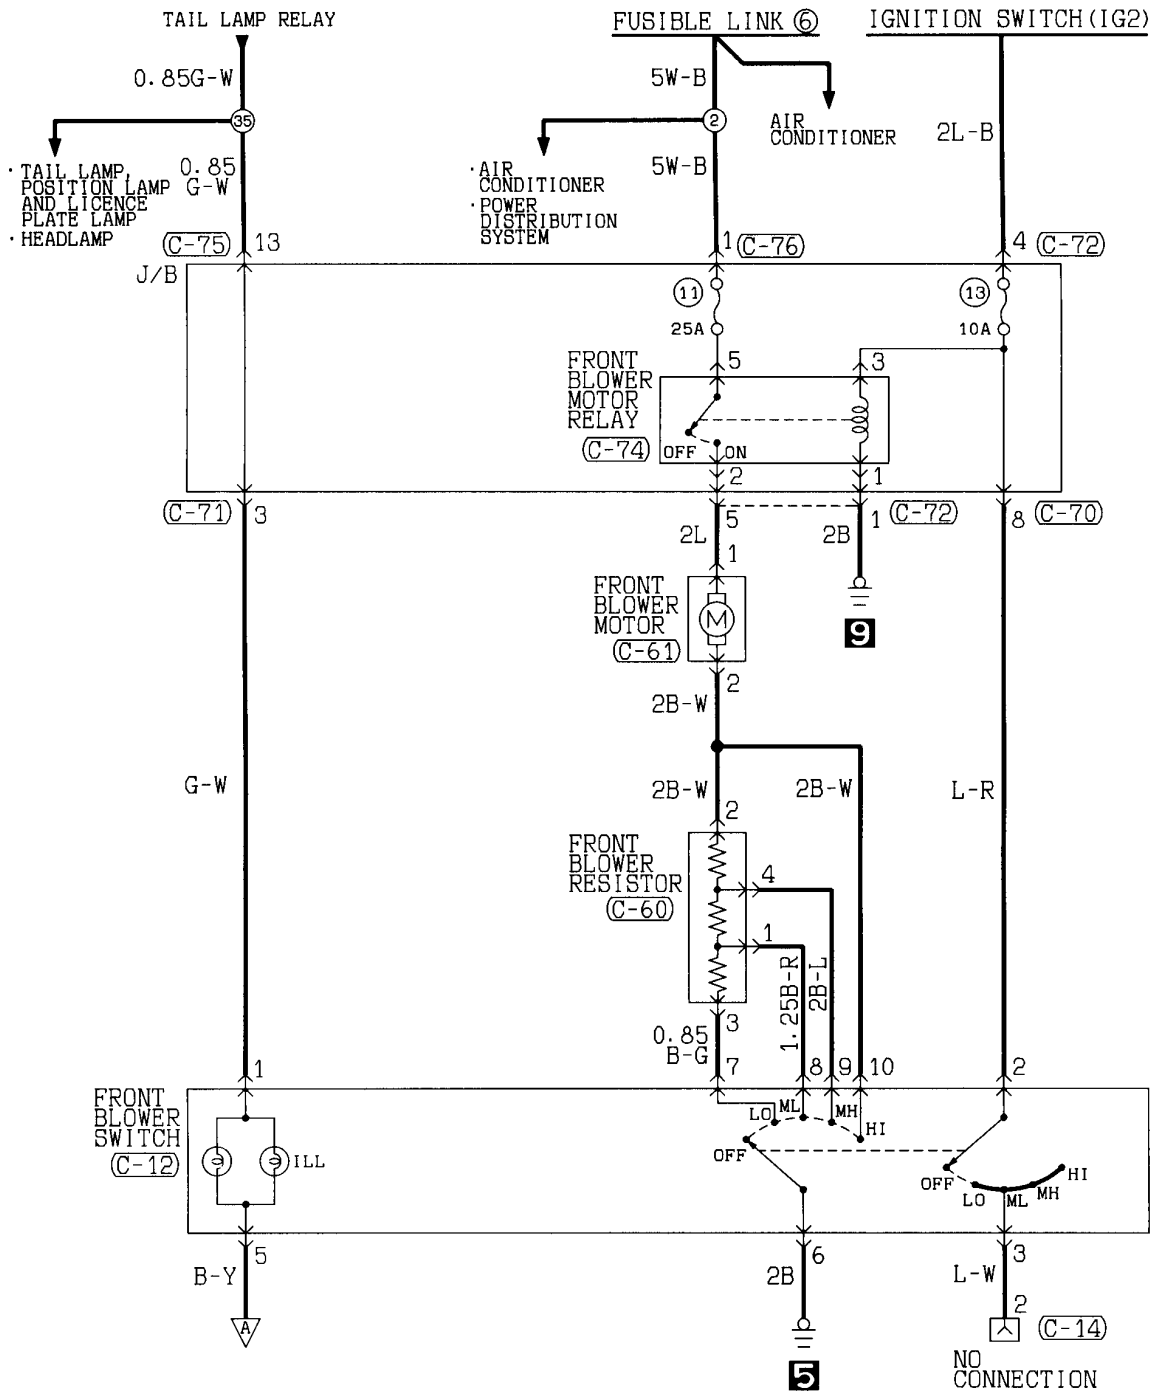 TAIL LAMP RELAY
FUSIBLE LINK ⑥
IGNITION SWITCH(IG2)
0.85G-W
5W-B
35
2
AIR
CONDITIONER
2L-B
· TAIL LAMP,
POSITION LAMP
AND LICENCE
PLATE LAMP
· HEADLAMP
0.85
G-W
· AIR
CONDITIONER
· POWER
DISTRIBUTION
SYSTEM
5W-B
C-75
13
1
C-76
4
C-72
J/B
11
25A
13
10A
FRONT
BLOWER
MOTOR
RELAY
C-74
5
3
OFF
ON
2
1
C-71
3
5
1
C-72
8
C-70
2L
2B
1
FRONT
BLOWER
MOTOR
C-61
M
9
2
2B-W
G-W
2B-W
2B-W
L-R
2
FRONT
BLOWER
RESISTOR
C-60
4
1
1.25B-R
2B-L
3
0.85
B-G
1
7
8
9
10
2
FRONT
BLOWER
SWITCH
C-12
ILL
LO
ML
MH
HI
OFF
OFF
LO
ML
MH
HI
5
6
3
B-Y
2B
L-W
A
5
2
C-14
NO
CONNECTION